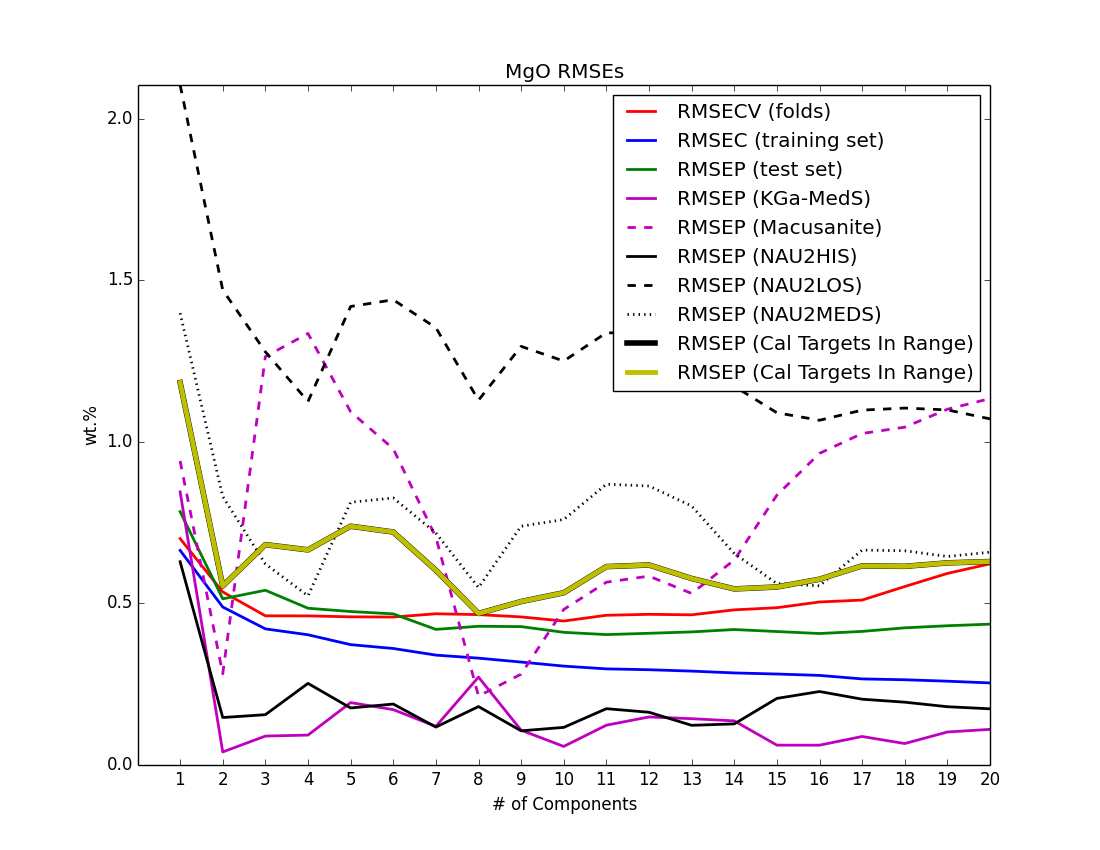 MgO RMSEs
2.0
1.5
1.0
0.5
0.0
wt.%
RMSECV (folds)
RMSEC (training set)
RMSEP (test set)
RMSEP (KGa-MedS)
RMSEP (Macusanite)
RMSEP (NAU2HIS)
RMSEP (NAU2LOS)
RMSEP (NAU2MEDS)
RMSEP (Cal Targets In Range)
RMSEP (Cal Targets In Range)
1 2 3 4 5 6 7 8 9 10 11 12 13 14 15 16 17 18 19 20
# of Components